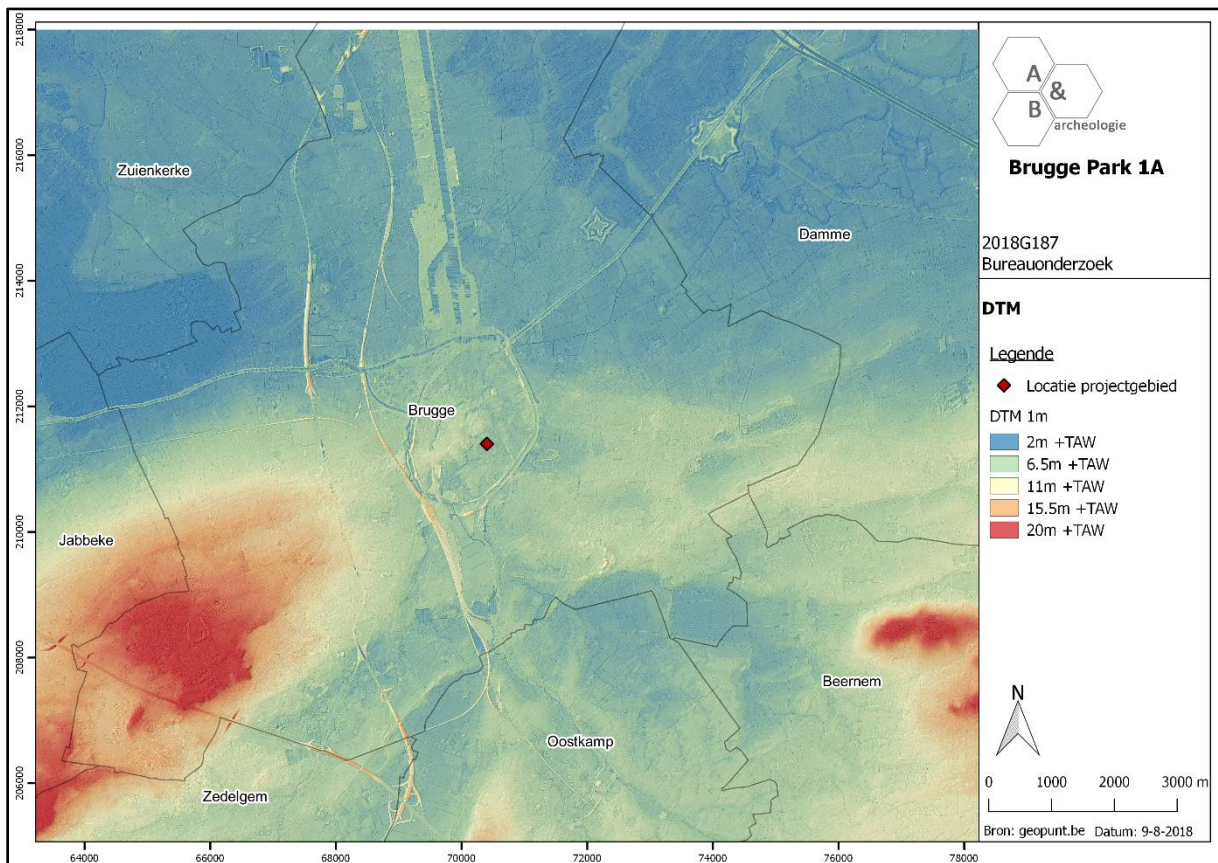 218000
216000
214000
212000
210000
208000
206000
64000
66000
68000
70000
72000
74000
76000
78000
Zuienkerke
Damme
Brugge
Jabbeke
Beernem
Oostkamp
Zedelgem
A
&
B
archeologie
Brugge Park 1A
2018G187
Bureauonderzoek
DTM
Legende
Locatie projectgebied
DTM 1m
2m +TAW
6.5m +TAW
11m +TAW
15.5m +TAW
20m +TAW
N
0 1000 2000 3000 m
Bron: geopunt.be Datum: 9-8-2018